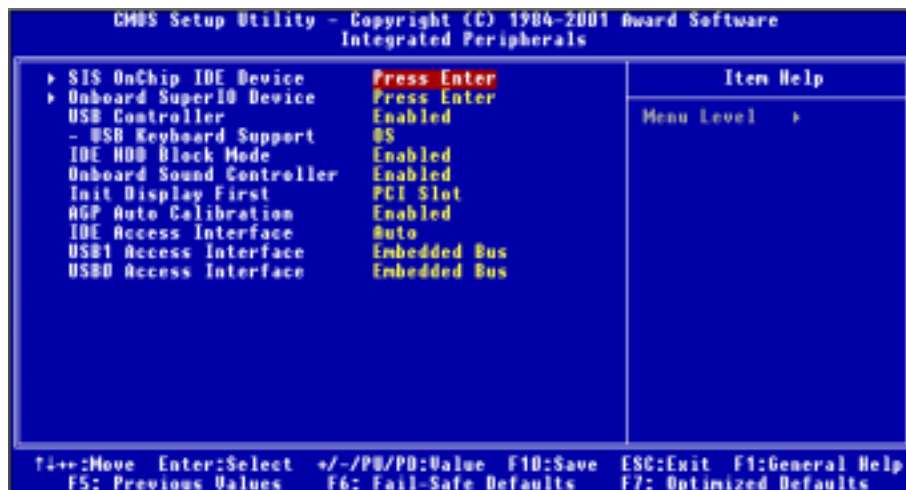 CMOS Setup Utility - Copyright (C) 1984-2001 Award Software
Integrated Peripherals
▸ SIS OnChip IDE Device Press Enter
▸ Onboard SuperIO Device Press Enter
USB Controller Enabled
- USB Keyboard Support OS
IDE HDD Block Mode Enabled
Onboard Sound Controller Enabled
Init Display First PCI Slot
AGP Auto Calibration Enabled
IDE Access Interface Auto
USB1 Access Interface Embedded Bus
USB0 Access Interface Embedded Bus
Item Help
Menu Level ▸
↑↓→←:Move Enter:Select +/-/PU/PD:Value F10:Save ESC:Exit F1:General Help
F5: Previous Values F6: Fail-Safe Defaults F7: Optimized Defaults